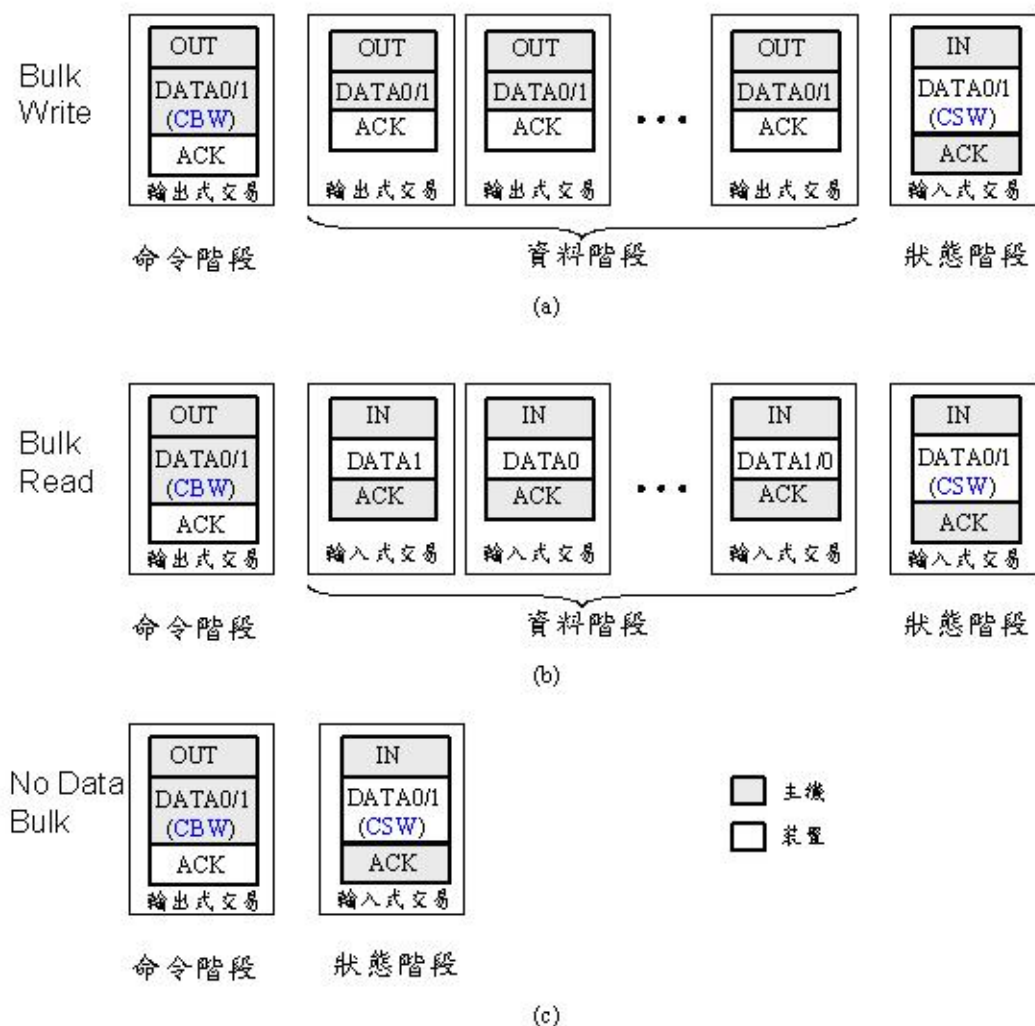 Bulk
Write
OUT
DATA0/1
(CBW)
ACK
輸出式交易
OUT
DATA0/1
ACK
輸出式交易
OUT
DATA0/1
ACK
輸出式交易
• • •
OUT
DATA0/1
ACK
輸出式交易
IN
DATA0/1
(CSW)
ACK
輸入式交易
命令階段
資料階段
狀態階段
(a)
Bulk
Read
OUT
DATA0/1
(CBW)
ACK
輸出式交易
IN
DATA1
ACK
輸入式交易
IN
DATA0
ACK
輸入式交易
• • •
IN
DATA1/0
ACK
輸入式交易
IN
DATA0/1
(CSW)
ACK
輸入式交易
命令階段
資料階段
狀態階段
(b)
No Data
Bulk
OUT
DATA0/1
(CBW)
ACK
輸出式交易
IN
DATA0/1
(CSW)
ACK
輸入式交易
主機
裝置
命令階段
狀態階段
(c)